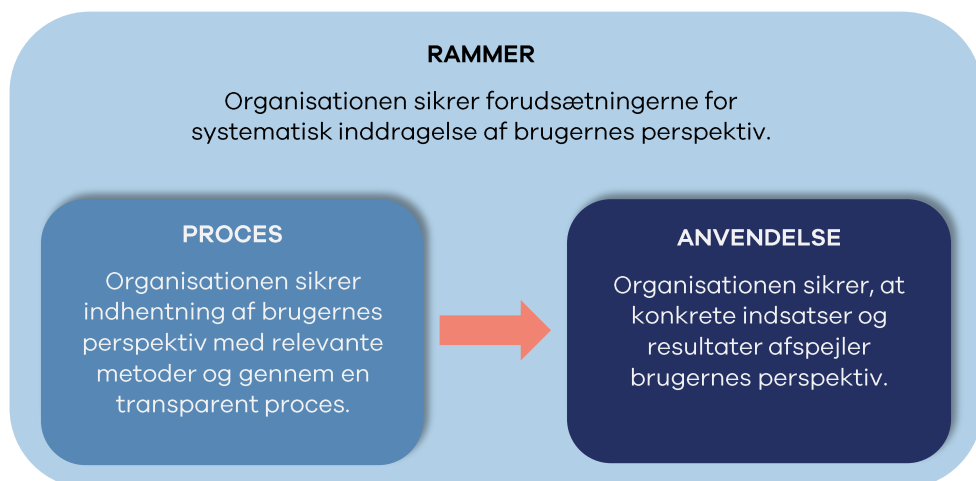 RAMMER
Organisationen sikrer forudsætningerne for
systematisk inddragelse af brugernes perspektiv.
PROCES
Organisationen sikrer
indhentning af brugernes
perspektiv med relevante
metoder og gennem en
transparent proces.
ANVENDELSE
Organisationen sikrer, at
konkrete indsatser og
resultater afspejler
brugernes perspektiv.